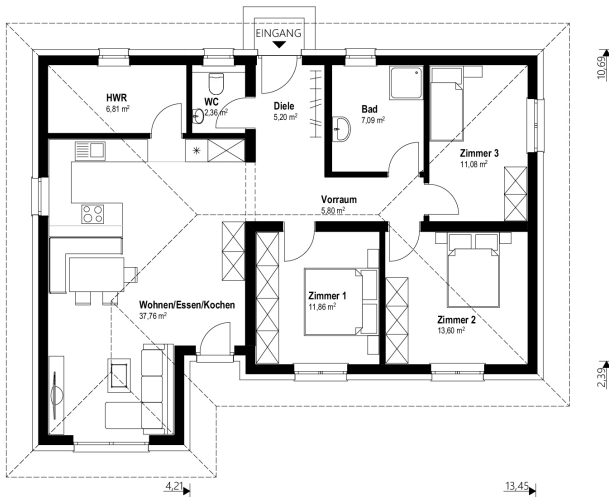 EINGANG
10,69
HWR
6,81 m²
WC
2,36 m²
Diele
5,20 m²
Bad
7,09 m²
Zimmer 3
11,08 m²
Vorraum
5,80 m²
Wohnen/Essen/Kochen
37,76 m²
Zimmer 1
11,86 m²
Zimmer 2
13,60 m²
2,39
4,21
13,45